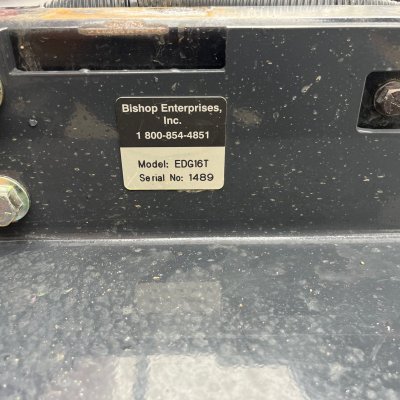 Bishop Enterprises,
Inc.
1 800-854-4851
Model: EDG16T
Serial No: 1489